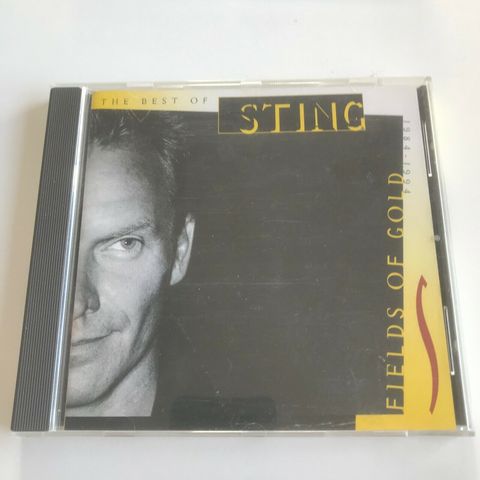 THE BEST OF
STING
1984-1994
FIELDS OF GOLD